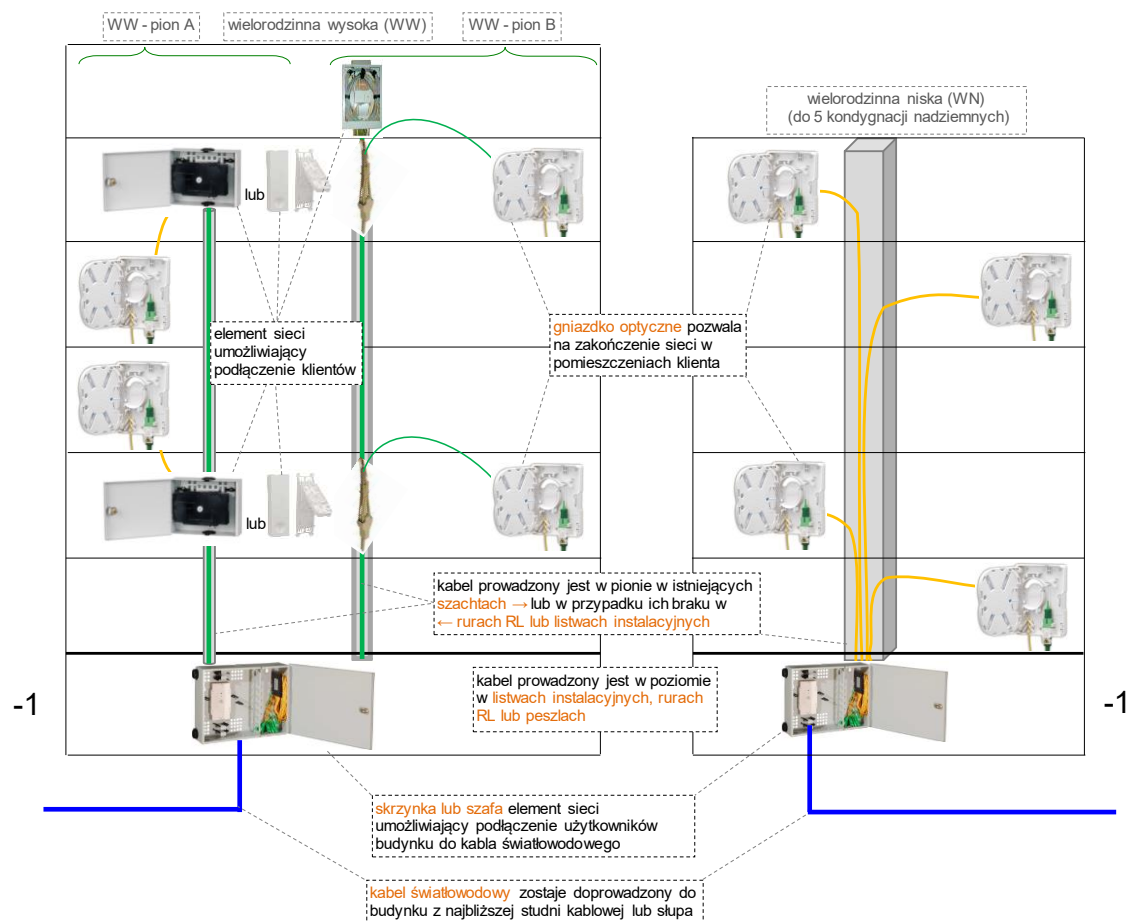 WW - pion A
wielorodzinna wysoka (WW)
WW - pion B
wielorodzinna niska (WN)
(do 5 kondygnacji nadziemnych)
lub
element sieci
umożliwiający
podłączenie klientów
gniazdko optyczne pozwala
na zakończenie sieci w
pomieszczeniach klienta
lub
kabel prowadzony jest w pionie w istniejących
szachtach → lub w przypadku ich braku w
← rurach RL lub listwach instalacyjnych
kabel prowadzony jest w poziomie
w listwach instalacyjnych, rurach
RL lub peszlach
-1
-1
skrzynka lub szafa element sieci
umożliwiający podłączenie użytkowników
budynku do kabla światłowodowego
kabel światłowodowy zostaje doprowadzony do
budynku z najbliższej studni kablowej lub słupa